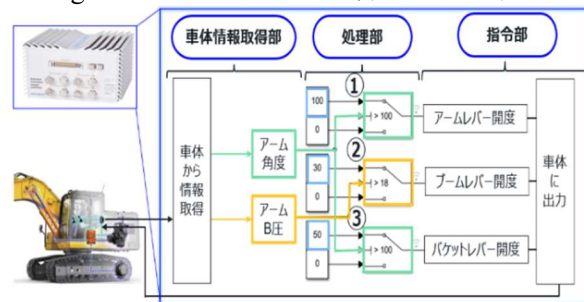 車体情報取得部
処理部
指令部
①
100
0
> 100
アームレバー開度
車体
から
情報
取得
アーム
角度
②
30
0
> 18
ブームレバー開度
車体
に
出力
アーム
B圧
③
50
0
> 100
バケットレバー開度